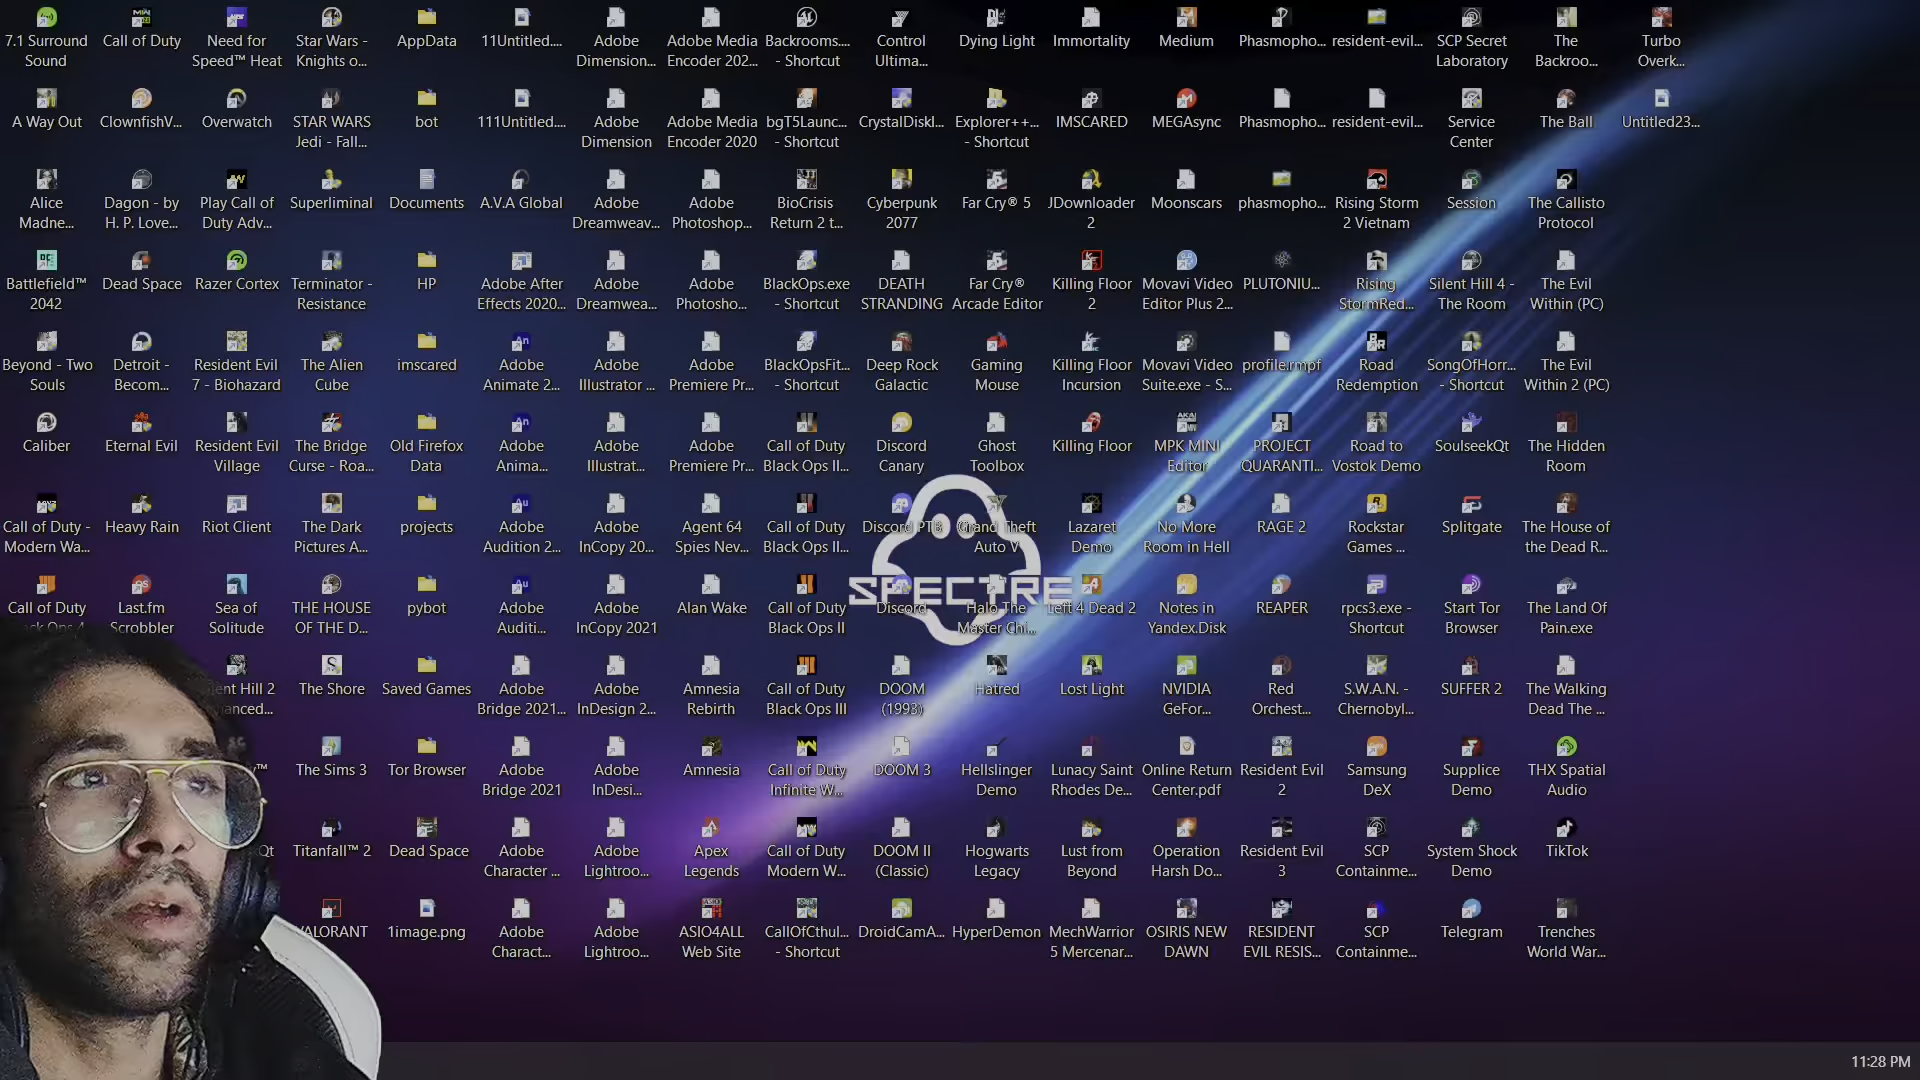 7.1 Surround
Sound
Call of Duty
Need for
Speed™ Heat
Star Wars -
Knights o...
AppData
11Untitled....
Adobe
Dimension...
Adobe Media
Encoder 202...
Backrooms....
- Shortcut
Control
Ultima...
Dying Light
Immortality
Medium
Phasmopho...
resident-evil...
SCP Secret
Laboratory
The
Backroo...
Turbo
Overk...
A Way Out
ClownfishV...
Overwatch
STAR WARS
Jedi - Fall...
bot
111Untitled....
Adobe
Dimension
Adobe Media
Encoder 2020
bgT5Launc...
- Shortcut
CrystalDiskI...
Explorer++...
- Shortcut
IMSCARED
MEGAsync
Phasmopho...
resident-evil...
Service
Center
The Ball
Untitled23...
Alice
Madne...
Dagon - by
H. P. Love...
Play Call of
Duty Adv...
Superliminal
Documents
A.V.A Global
Adobe
Dreamweav...
Adobe
Photoshop...
BioCrisis
Return 2 t...
Cyberpunk
2077
Far Cry® 5
JDownloader
2
Moonscars
phasmopho...
Rising Storm
2 Vietnam
Session
The Callisto
Protocol
Battlefield™
2042
Dead Space
Razer Cortex
Terminator -
Resistance
HP
Adobe After
Effects 2020...
Adobe
Dreamwea...
Adobe
Photosho...
BlackOps.exe
- Shortcut
DEATH
STRANDING
Far Cry®
Arcade Editor
Killing Floor
2
Movavi Video
Editor Plus 2...
PLUTONIU...
Rising
StormRed...
Silent Hill 4 -
The Room
The Evil
Within (PC)
Beyond - Two
Souls
Detroit -
Becom...
Resident Evil
7 - Biohazard
The Alien
Cube
imscared
Adobe
Animate 2...
Adobe
Illustrator ...
Adobe
Premiere Pr...
BlackOpsFit...
- Shortcut
Deep Rock
Galactic
Gaming
Mouse
Killing Floor
Incursion
Movavi Video
Suite.exe - S...
profile.rmpf
Road
Redemption
SongOfHorr...
- Shortcut
The Evil
Within 2 (PC)
Caliber
Eternal Evil
Resident Evil
Village
The Bridge
Curse - Roa...
Old Firefox
Data
Adobe
Anima...
Adobe
Illustrat...
Adobe
Premiere Pr...
Call of Duty
Black Ops II...
Discord
Canary
Ghost
Toolbox
Killing Floor
MPK MINI
Editor
PROJECT
QUARANTI...
Road to
Vostok Demo
SoulseekQt
The Hidden
Room
Call of Duty -
Modern Wa...
Heavy Rain
Riot Client
The Dark
Pictures A...
projects
Adobe
Audition 2...
Adobe
InCopy 20...
Agent 64
Spies Nev...
Call of Duty
Black Ops II...
Discord PTB
Grand Theft
Auto V
Lazaret
Demo
No More
Room in Hell
RAGE 2
Rockstar
Games ...
Splitgate
The House of
the Dead R...
Call of Duty
Last.fm
Scrobbler
Sea of
Solitude
THE HOUSE
OF THE D...
pybot
Adobe
Auditi...
Adobe
InCopy 2021
Alan Wake
Call of Duty
Black Ops II
SPECTRE
Discord
Halo The
Master Chi...
Left 4 Dead 2
Notes in
Yandex.Disk
REAPER
rpcs3.exe -
Shortcut
Start Tor
Browser
The Land Of
Pain.exe
The Shore
Saved Games
Adobe
Bridge 2021...
Adobe
InDesign 2...
Amnesia
Rebirth
Call of Duty
Black Ops III
DOOM
(1993)
Hatred
Lost Light
NVIDIA
GeFor...
Red
Orchest...
S.W.A.N. -
Chernobyl...
SUFFER 2
The Walking
Dead The ...
The Sims 3
Tor Browser
Adobe
Bridge 2021
Adobe
InDesi...
Amnesia
Call of Duty
Infinite W...
DOOM 3
Hellslinger
Demo
Lunacy Saint
Rhodes De...
Online Return
Center.pdf
Resident Evil
2
Samsung
DeX
Supplice
Demo
THX Spatial
Audio
Qt
Titanfall™ 2
Dead Space
Adobe
Character ...
Adobe
Lightroo...
Apex
Legends
Call of Duty
Modern W...
DOOM II
(Classic)
Hogwarts
Legacy
Lust from
Beyond
Operation
Harsh Do...
Resident Evil
3
SCP
Containme...
System Shock
Demo
TikTok
VALORANT
1image.png
Adobe
Charact...
Adobe
Lightroo...
ASIO4ALL
Web Site
CallOfCthul...
- Shortcut
DroidCamA...
HyperDemon
MechWarrior
5 Mercenar...
OSIRIS NEW
DAWN
RESIDENT
EVIL RESIS...
SCP
Containme...
Telegram
Trenches
World War...
11:28 PM